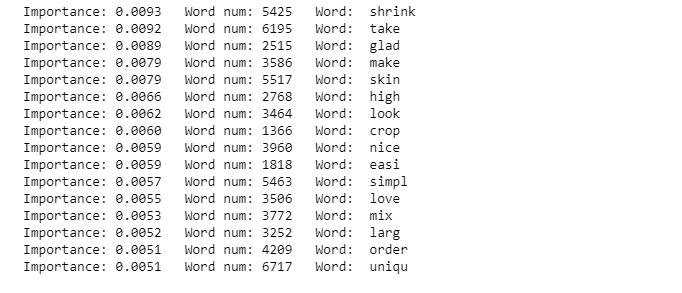 Importance: 0.0093 Word num: 5425 Word: shrink
Importance: 0.0092 Word num: 6195 Word: take
Importance: 0.0089 Word num: 2515 Word: glad
Importance: 0.0079 Word num: 3586 Word: make
Importance: 0.0079 Word num: 5517 Word: skin
Importance: 0.0066 Word num: 2768 Word: high
Importance: 0.0062 Word num: 3464 Word: look
Importance: 0.0060 Word num: 1366 Word: crop
Importance: 0.0059 Word num: 3960 Word: nice
Importance: 0.0059 Word num: 1818 Word: easi
Importance: 0.0057 Word num: 5463 Word: simpl
Importance: 0.0055 Word num: 3506 Word: love
Importance: 0.0053 Word num: 3772 Word: mix
Importance: 0.0052 Word num: 3252 Word: larg
Importance: 0.0051 Word num: 4209 Word: order
Importance: 0.0051 Word num: 6717 Word: uniqu